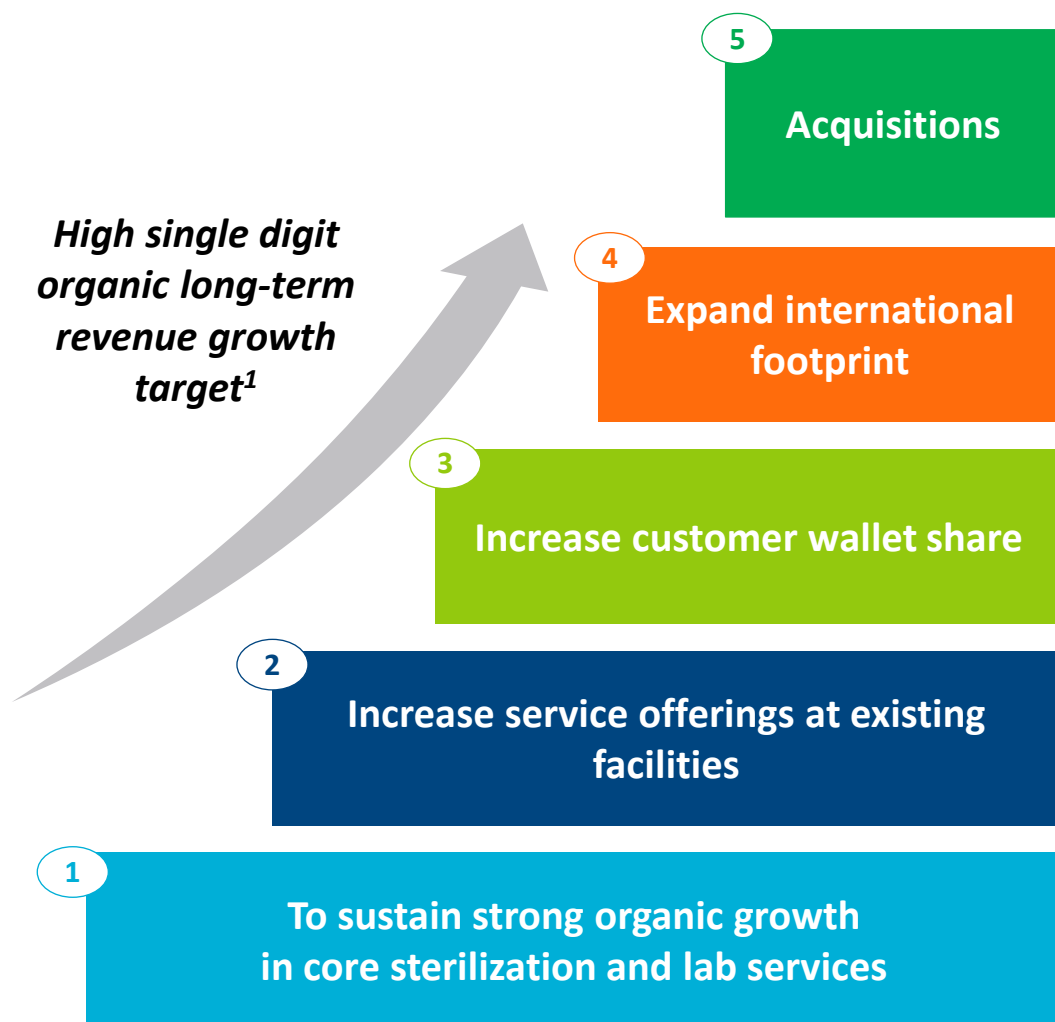 5
Acquisitions
High single digit
organic long-term
revenue growth
target1
4
Expand international
footprint
3
Increase customer wallet share
2
Increase service offerings at existing
facilities
1
To sustain strong organic growth
in core sterilization and lab services